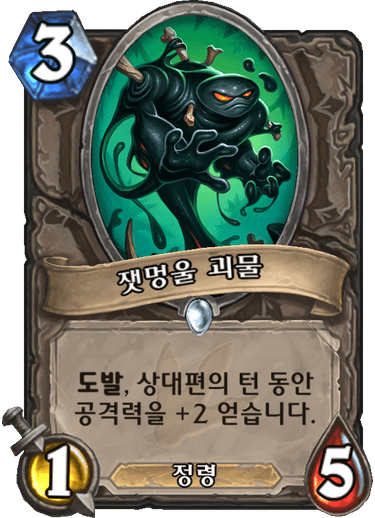 3
잿멍울 괴물
도발, 상대편의 턴 동안
공격력을 +2 얻습니다.
1
정령
5